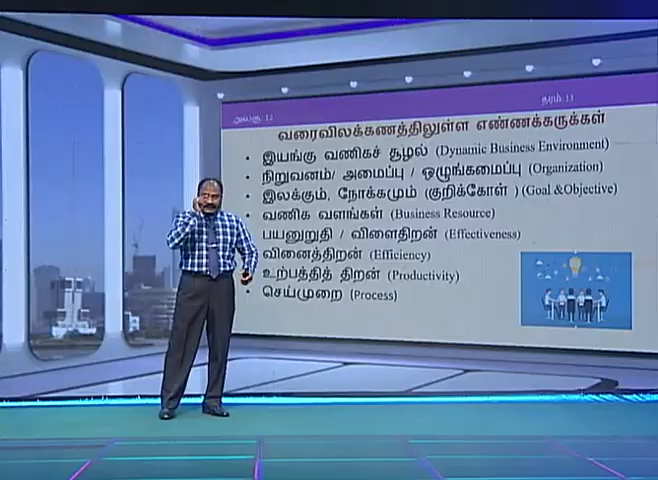 அலகு: 12
தரம்: 13
வரைவிலக்கணத்திலுள்ள எண்ணக்கருக்கள்
• இயங்கு வணிகச் சூழல் (Dynamic Business Environment)
• நிறுவனம்/ அமைப்பு / ஒழுங்கமைப்பு (Organization)
• இலக்கும், நோக்கமும் (குறிக்கோள் ) (Goal &Objective)
• வணிக வளங்கள் (Business Resource)
பயனுறுதி / விளைதிறன் (Effectiveness)
வினைத்திறன் (Efficiency)
• உற்பத்தித் திறன் (Productivity)
• செய்முறை (Process)